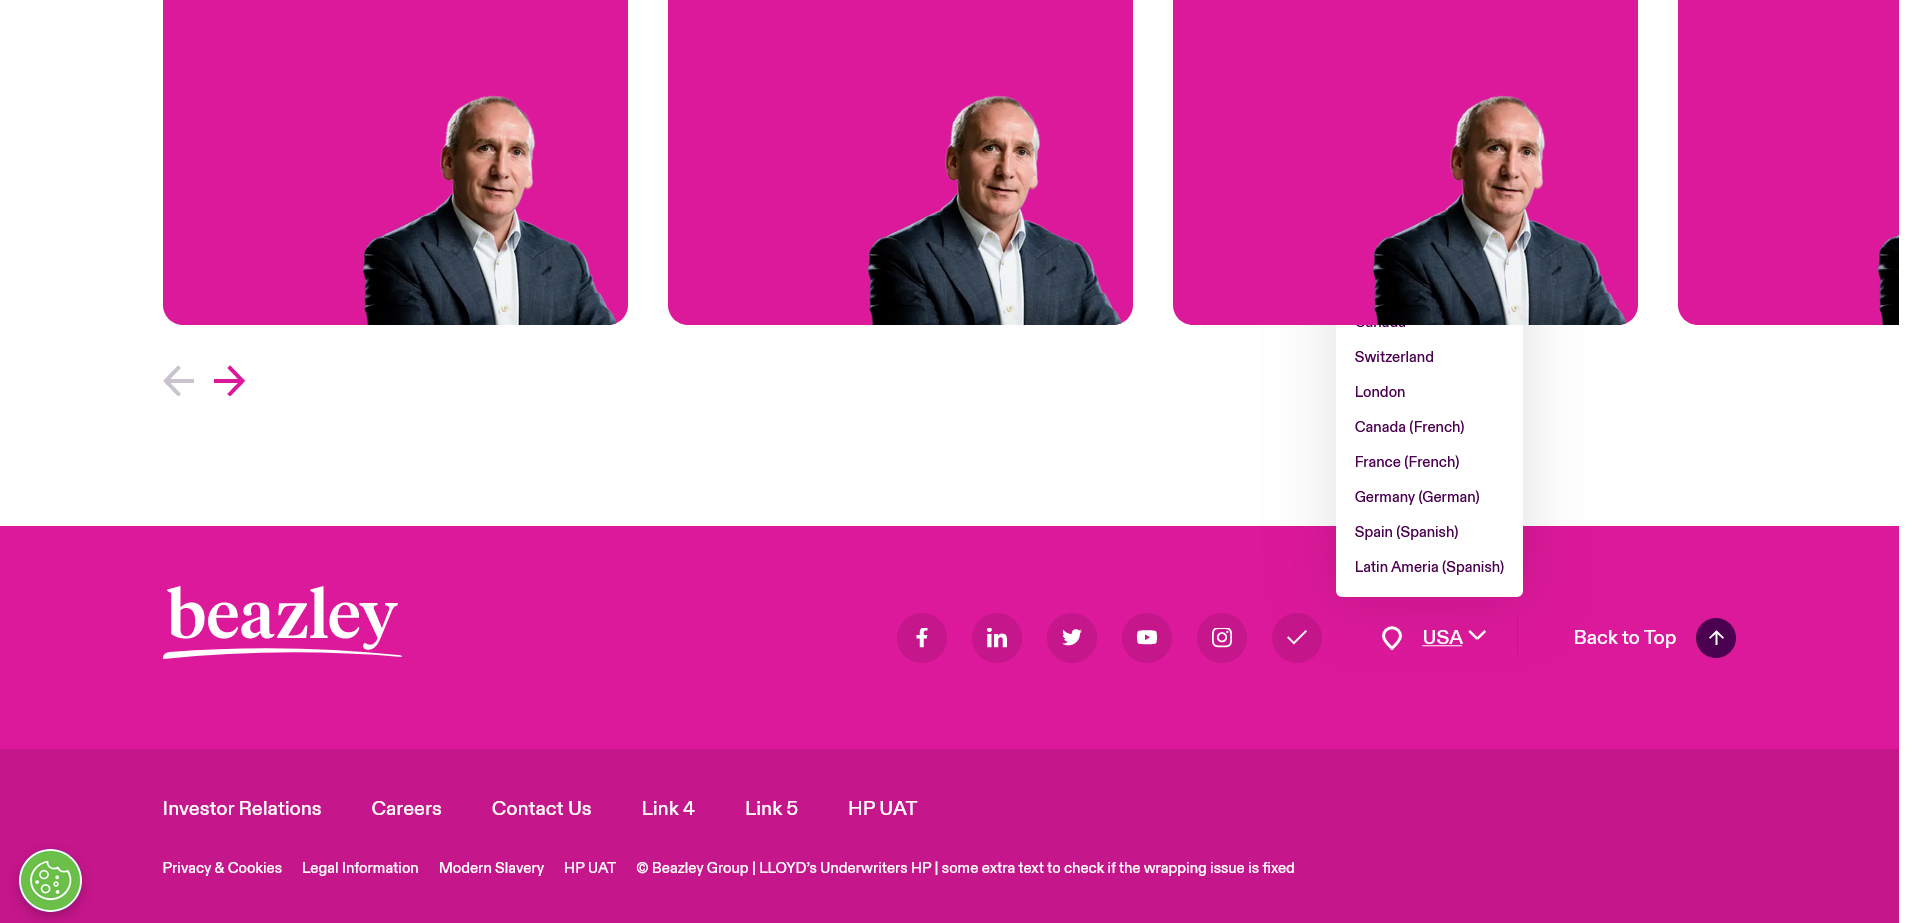 Canada
Switzerland
London
Canada (French)
France (French)
Germany (German)
Spain (Spanish)
Latin Ameria (Spanish)
beazley
USA
Back to Top
Investor Relations Careers Contact Us Link 4 Link 5 HP UAT
Privacy & Cookies Legal Information Modern Slavery HP UAT © Beazley Group | LLOYD’s Underwriters HP | some extra text to check if the wrapping issue is fixed